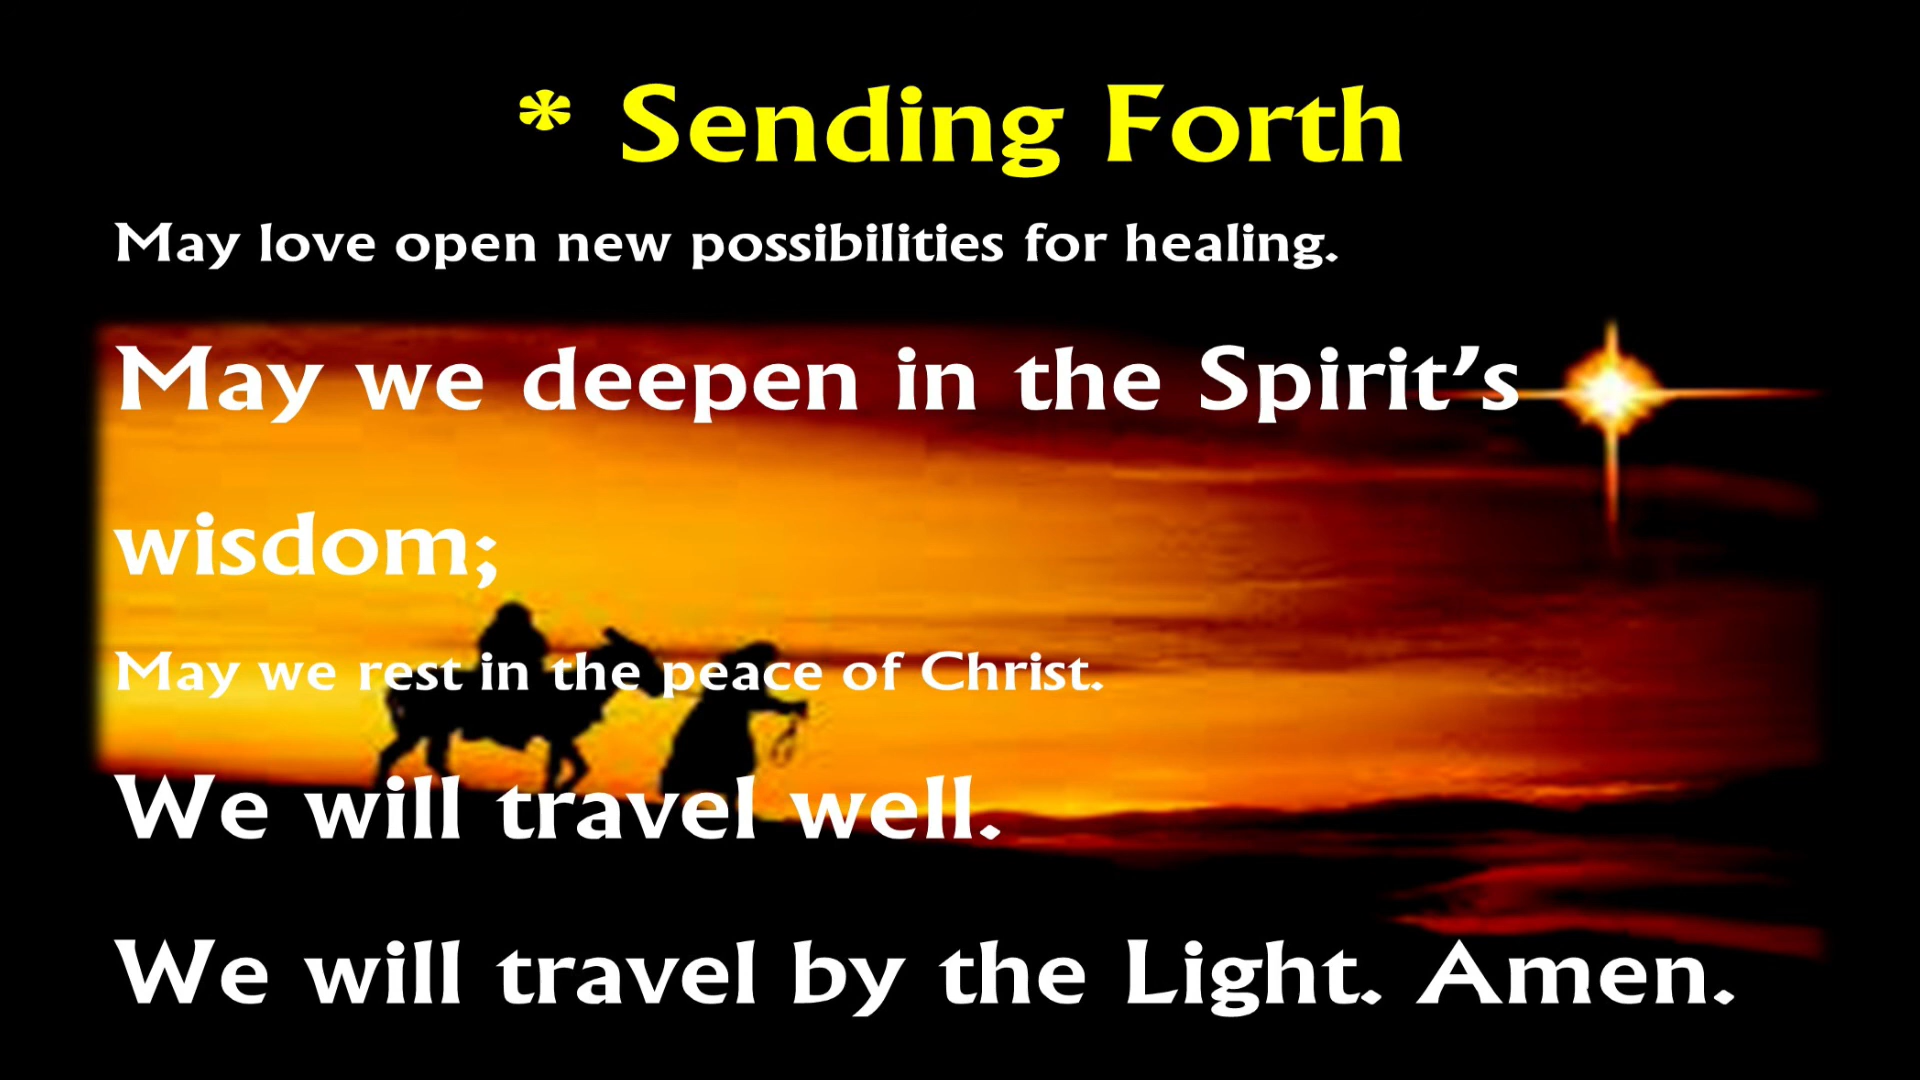 * Sending Forth
May love open new possibilities for healing.
May we deepen in the Spirit’s
wisdom;
May we rest in the peace of Christ.
We will travel well.
We will travel by the Light. Amen.